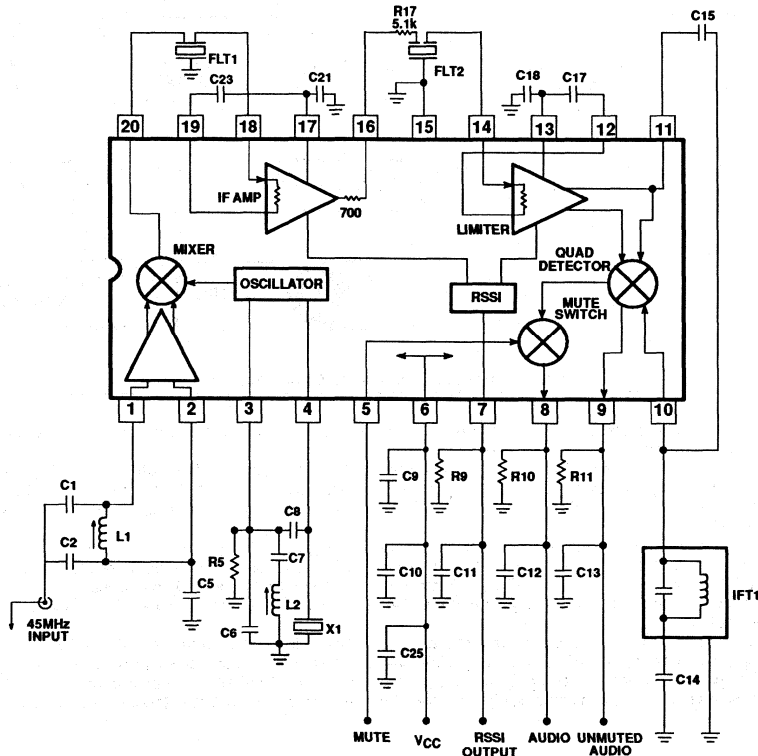 R17
5.1k
C15
FLT1
FLT2
C23
C21
C18
C17
20
19
18
17
16
15
14
13
12
11
IF AMP
700
LIMITER
MIXER
OSCILLATOR
RSSI
QUAD
DETECTOR
MUTE
SWITCH
1
2
3
4
5
6
7
8
9
10
C1
C2
L1
C5
R5
C6
C8
C7
L2
X1
C9
R9
R10
R11
C10
C11
C12
C13
C25
IFT1
C14
45MHz
INPUT
MUTE
VCC
RSSI
OUTPUT
AUDIO
UNMUTED
AUDIO